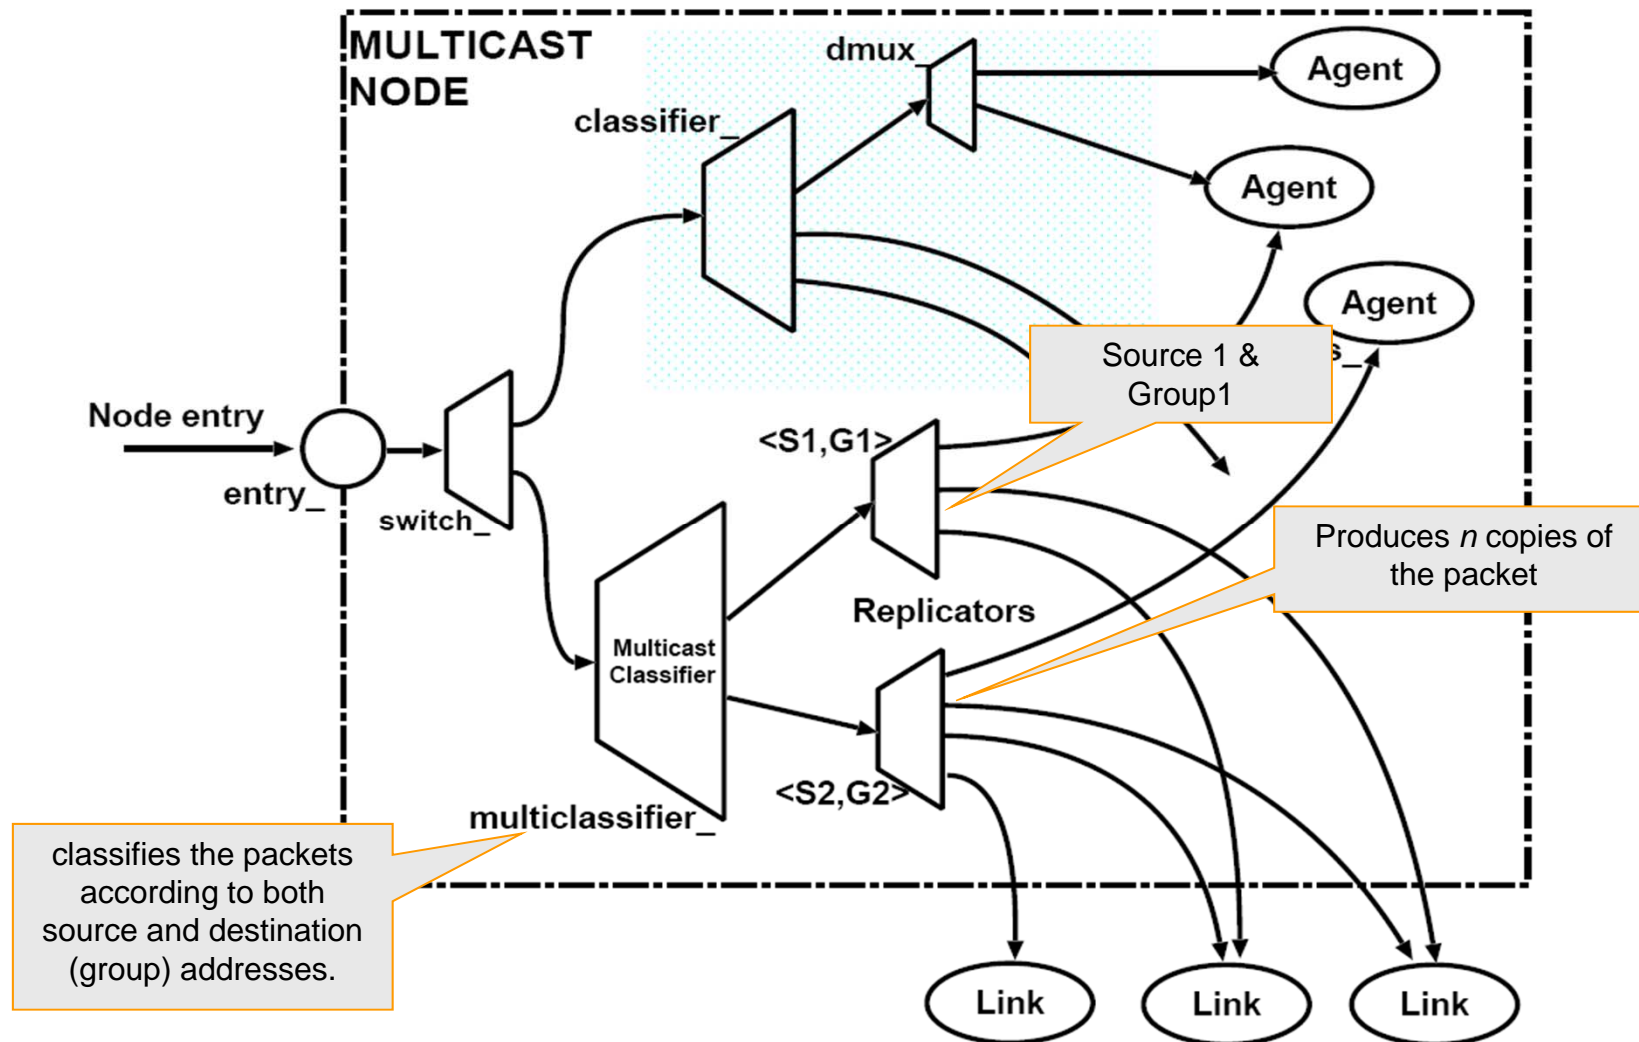 MULTICAST
NODE
dmux_
Agent
classifier_
Agent
Agent
Source 1 &
Group1
s_
Node entry
<S1,G1>
entry_
switch_
Produces n copies of
the packet
Replicators
Multicast
Classifier
<S2,G2>
multiclassifier_
classifies the packets
according to both
source and destination
(group) addresses.
Link
Link
Link